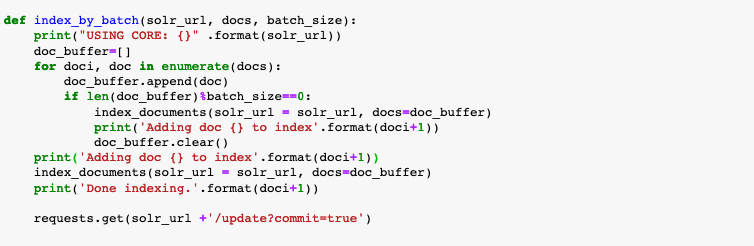 def index_by_batch(solr_url, docs, batch_size):
    print("USING CORE: {}" .format(solr_url))
    doc_buffer=[]
    for doci, doc in enumerate(docs):
        doc_buffer.append(doc)
        if len(doc_buffer)%batch_size==0:
            index_documents(solr_url = solr_url, docs=doc_buffer)
            print('Adding doc {} to index'.format(doci+1))
            doc_buffer.clear()
    print('Adding doc {} to index'.format(doci+1))
    index_documents(solr_url = solr_url, docs=doc_buffer)
    print('Done indexing.'.format(doci+1))

    requests.get(solr_url +'/update?commit=true')